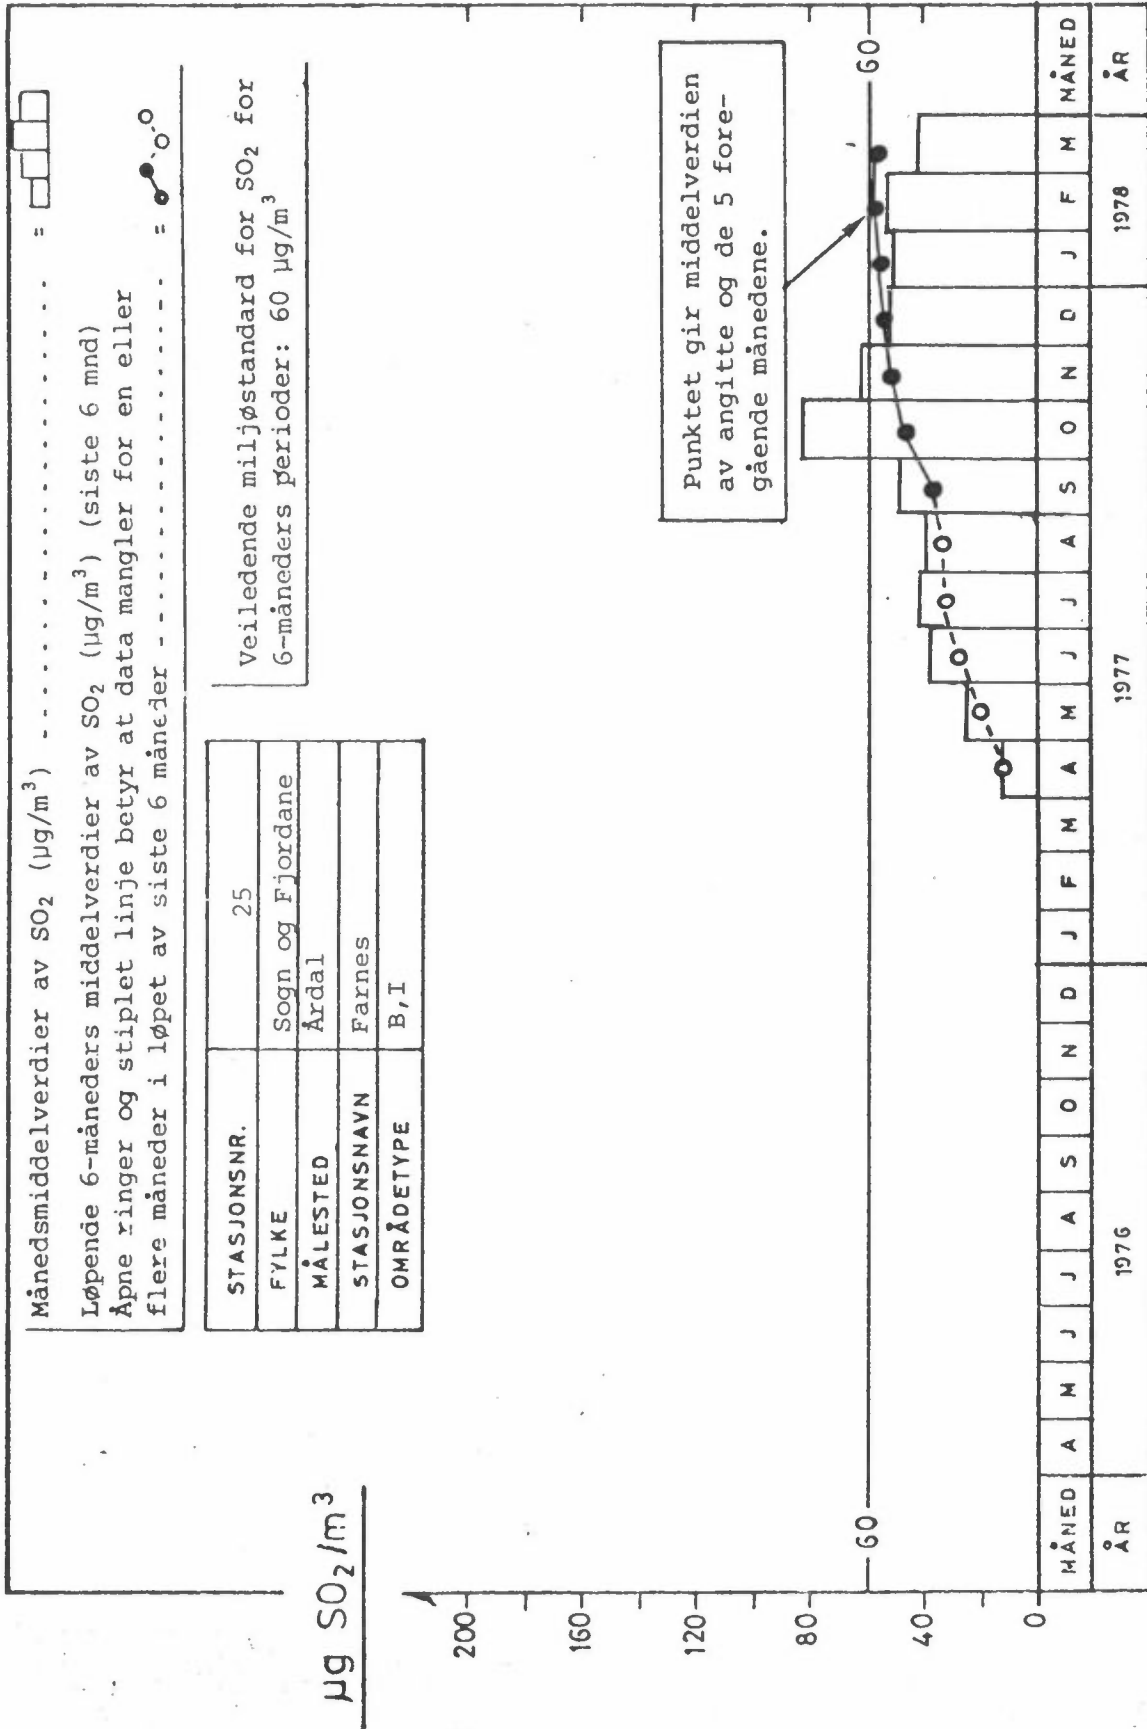 Månedsmiddelverdier av SO₂ (µg/m³) =
Løpende 6-måneders middelverdier av SO₂ (µg/m³) (siste 6 mnd)
Åpne ringer og stiplet linje betyr at data mangler for en eller
flere måneder i løpet av siste 6 måneder =
STASJONSNR. 25
FYLKE Sogn og Fjordane
MÅLESTED Årdal
STASJONSNAVN Farnes
OMRÅDETYPE B,I
Veiledende miljøstandard for SO₂ for
6-måneders perioder: 60 µg/m³
µg SO₂/m³
Punktet gir middelverdien
av angitte og de 5 fore-
gående månedene.
200
160
120
80
60 60
40
0
MÅNED A M J J A S O N D J F M A M J J A S O N D J F M MÅNED
ÅR 1976 1977 1978 ÅR